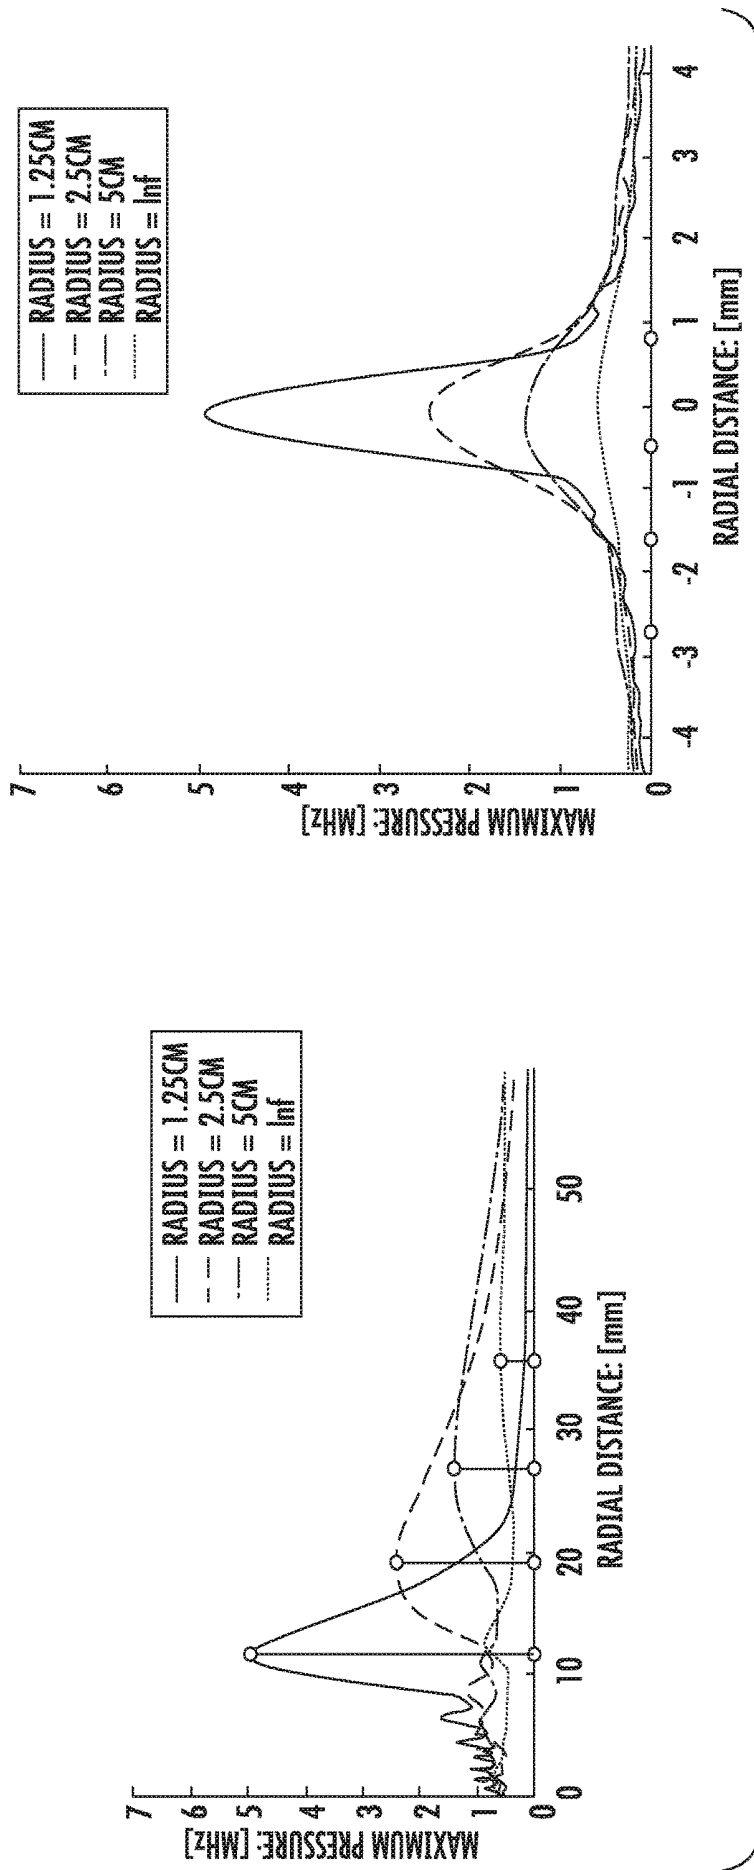 7
6
5
4
3
2
1
0
MAXIMUM PRESSURE: [MHz]
0
10
20
30
40
50
RADIAL DISTANCE: [mm]
RADIUS = 1.25CM
RADIUS = 2.5CM
RADIUS = 5CM
RADIUS = Inf
7
6
5
4
3
2
1
0
MAXIMUM PRESSURE: [MHz]
-4
-3
-2
-1
0
1
2
3
4
RADIAL DISTANCE: [mm]
RADIUS = 1.25CM
RADIUS = 2.5CM
RADIUS = 5CM
RADIUS = Inf